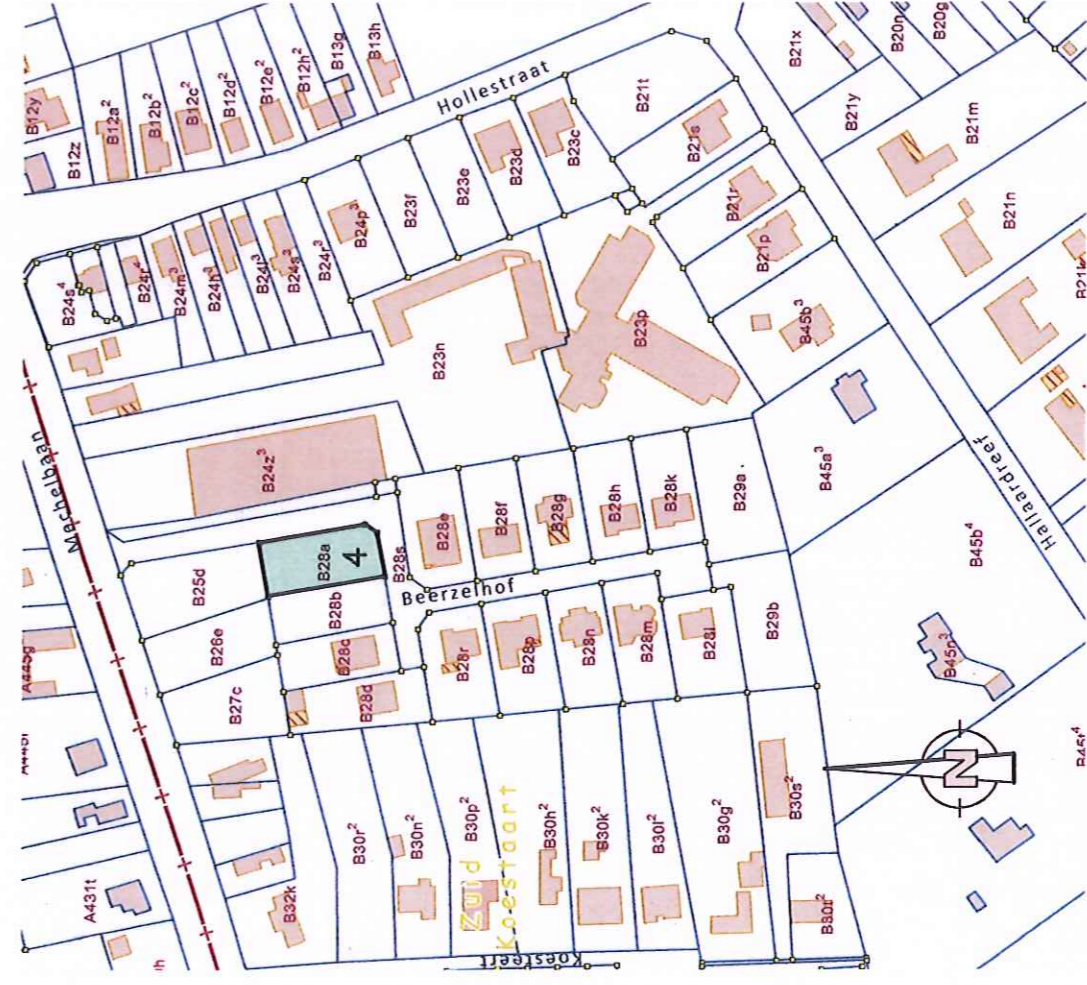 B12y
B12z
B12a²
B12b²
B12c²
B12d²
B12e²
B12h²
B13g
B13h
Hollestraat
B21x
B20n
B20g
B21t
B21y
B21m
B21s
B23c
B23d
B23e
B23f
B24p³
B24r³
B24s³
B24h³
B24m³
B24r⁴
B24s⁴
B21r
B21p
B21n
B23n
B23p
B45b³
Mechelbaan
B24z³
B28a
4
B25d
B28s
B28b
B28e
B28f
B28g
B28h
B28k
B29a
B45a³
Hallaardreef
B45b⁴
Beerzelhof
B26e
B28c
B28r
B28p
B28n
B28m
B28l
B29b
B45n³
B27c
B28d
N
B30r²
B30n²
B30p²
B30h²
B30k²
B30l²
B30g²
B30s²
Zuid
Koestaart
A431t
B32k